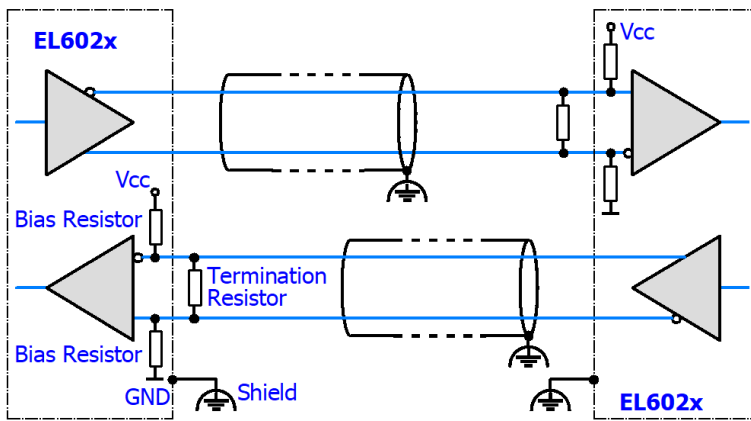 EL602x
Vcc
Vcc
Bias Resistor
Termination
Resistor
Bias Resistor
GND
Shield
EL602x